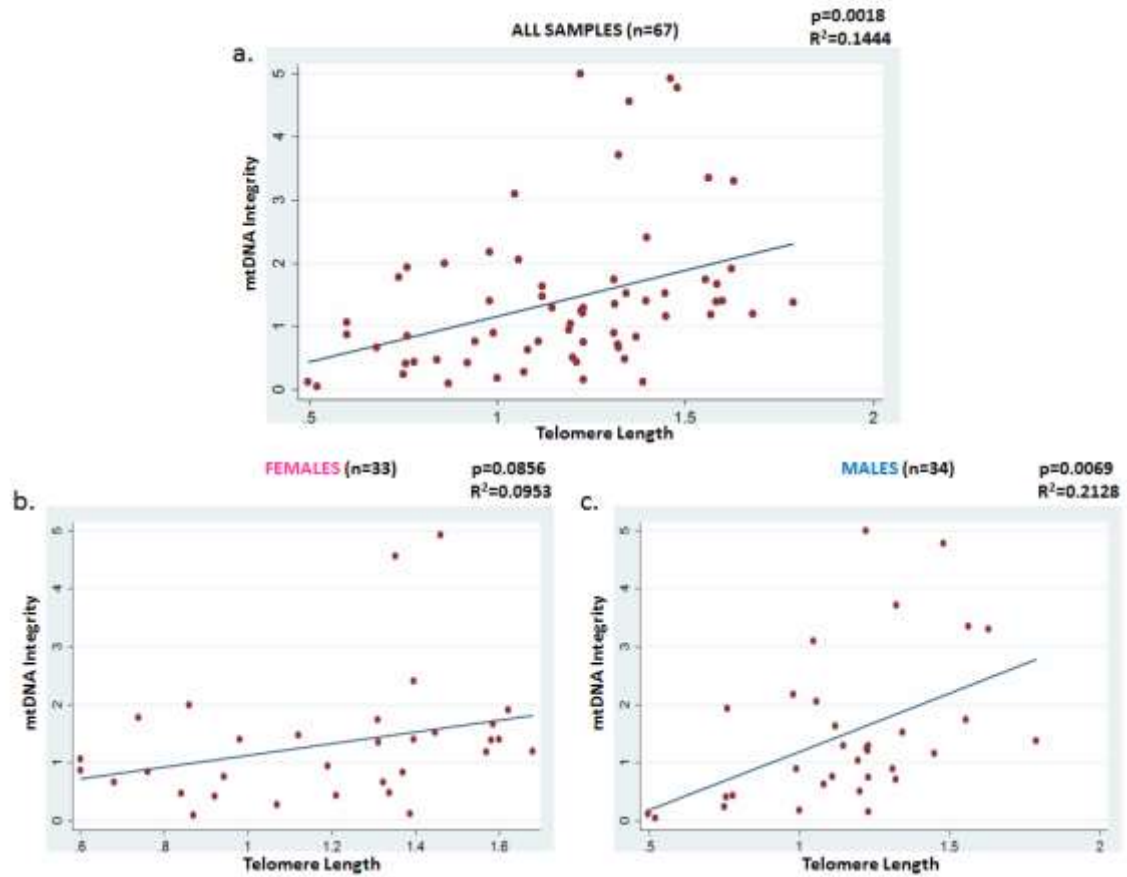 ALL SAMPLES (n=67)
p=0.0018
R²=0.1444
a.
mtDNA Integrity
5
4
3
2
1
0
.5
1
1.5
2
Telomere Length
FEMALES (n=33)
p=0.0856
R²=0.0953
b.
mtDNA Integrity
5
4
3
2
1
0
.6
.8
1
1.2
1.4
1.6
Telomere Length
MALES (n=34)
p=0.0069
R²=0.2128
c.
mtDNA Integrity
5
4
3
2
1
0
.5
1
1.5
2
Telomere Length